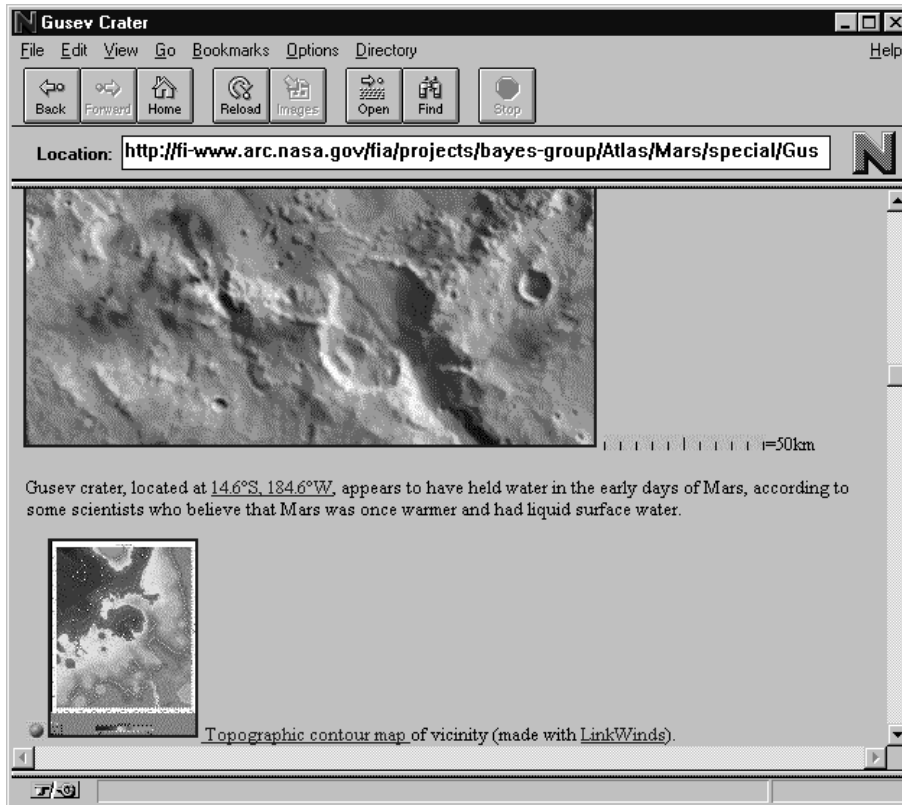 N Gusev Crater
File Edit View Go Bookmarks Options Directory Help
Back Forward Home Reload Images Open Find Stop
Location: http://fi-www.arc.nasa.gov/fia/projects/bayes-group/Atlas/Mars/special/Gus N
=50km
Gusev crater, located at 14.6°S, 184.6°W, appears to have held water in the early days of Mars, according to
some scientists who believe that Mars was once warmer and had liquid surface water.
Topographic contour map of vicinity (made with LinkWinds).